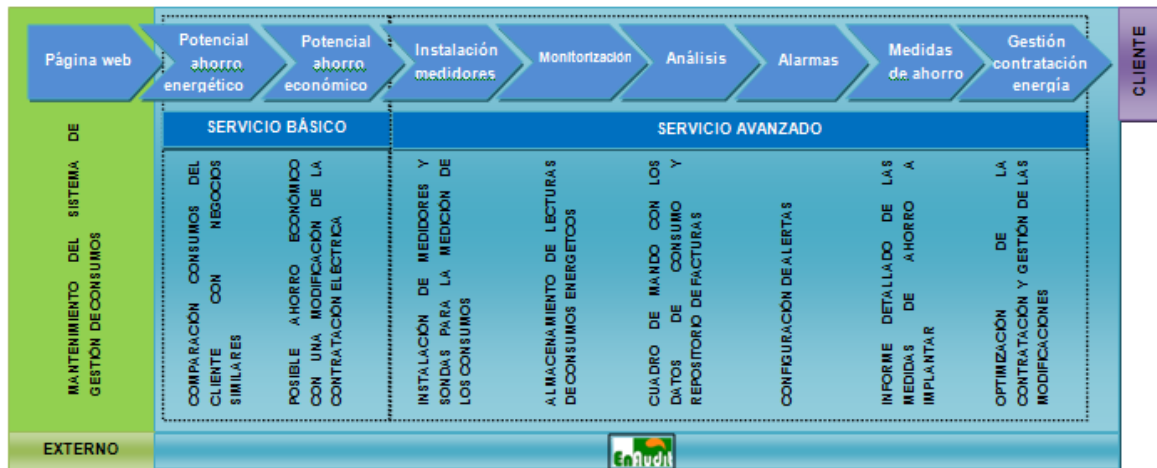 Página web
Potencial
ahorro
energético
Potencial
ahorro
económico
Instalación
medidores
Monitorización
Análisis
Alarmas
Medidas
de ahorro
Gestión
contratación
energía
CLIENTE
SERVICIO BÁSICO
SERVICIO AVANZADO
MANTENIMIENTO DEL SISTEMA DE
GESTIÓN DE CONSUMOS
COMPARACIÓN CONSUMOS DEL
CLIENTE CON NEGOCIOS
SIMILARES
POSIBLE AHORRO ECONÓMICO
CON UNA MODIFICACIÓN DE LA
CONTRATACIÓN ELÉCTRICA
INSTALACIÓN DE MEDIDORES Y
SONDAS PARA LA MEDICIÓN DE
LOS CONSUMOS
ALMACENAMIENTO DE LECTURAS
DE CONSUMOS ENERGETCOS
CUADRO DE MANDO CON LOS
DATOS DE CONSUMO Y
REPOSITORIO DE FACTURAS
CONFIGURACIÓN DE ALERTAS
INFORME DETALLADO DE LAS
MEDIDAS DE AHORRO A
IMPLANTAR
OPTIMIZACIÓN DE LA
CONTRATACIÓN Y GESTIÓN DE LAS
MODIFICACIONES
EXTERNO
EnAudit